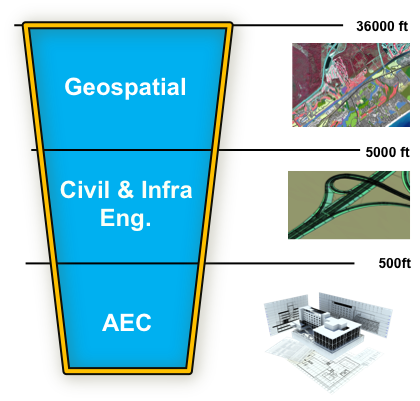 36000 ft
Geospatial
5000 ft
Civil & Infra
Eng.
500ft
AEC